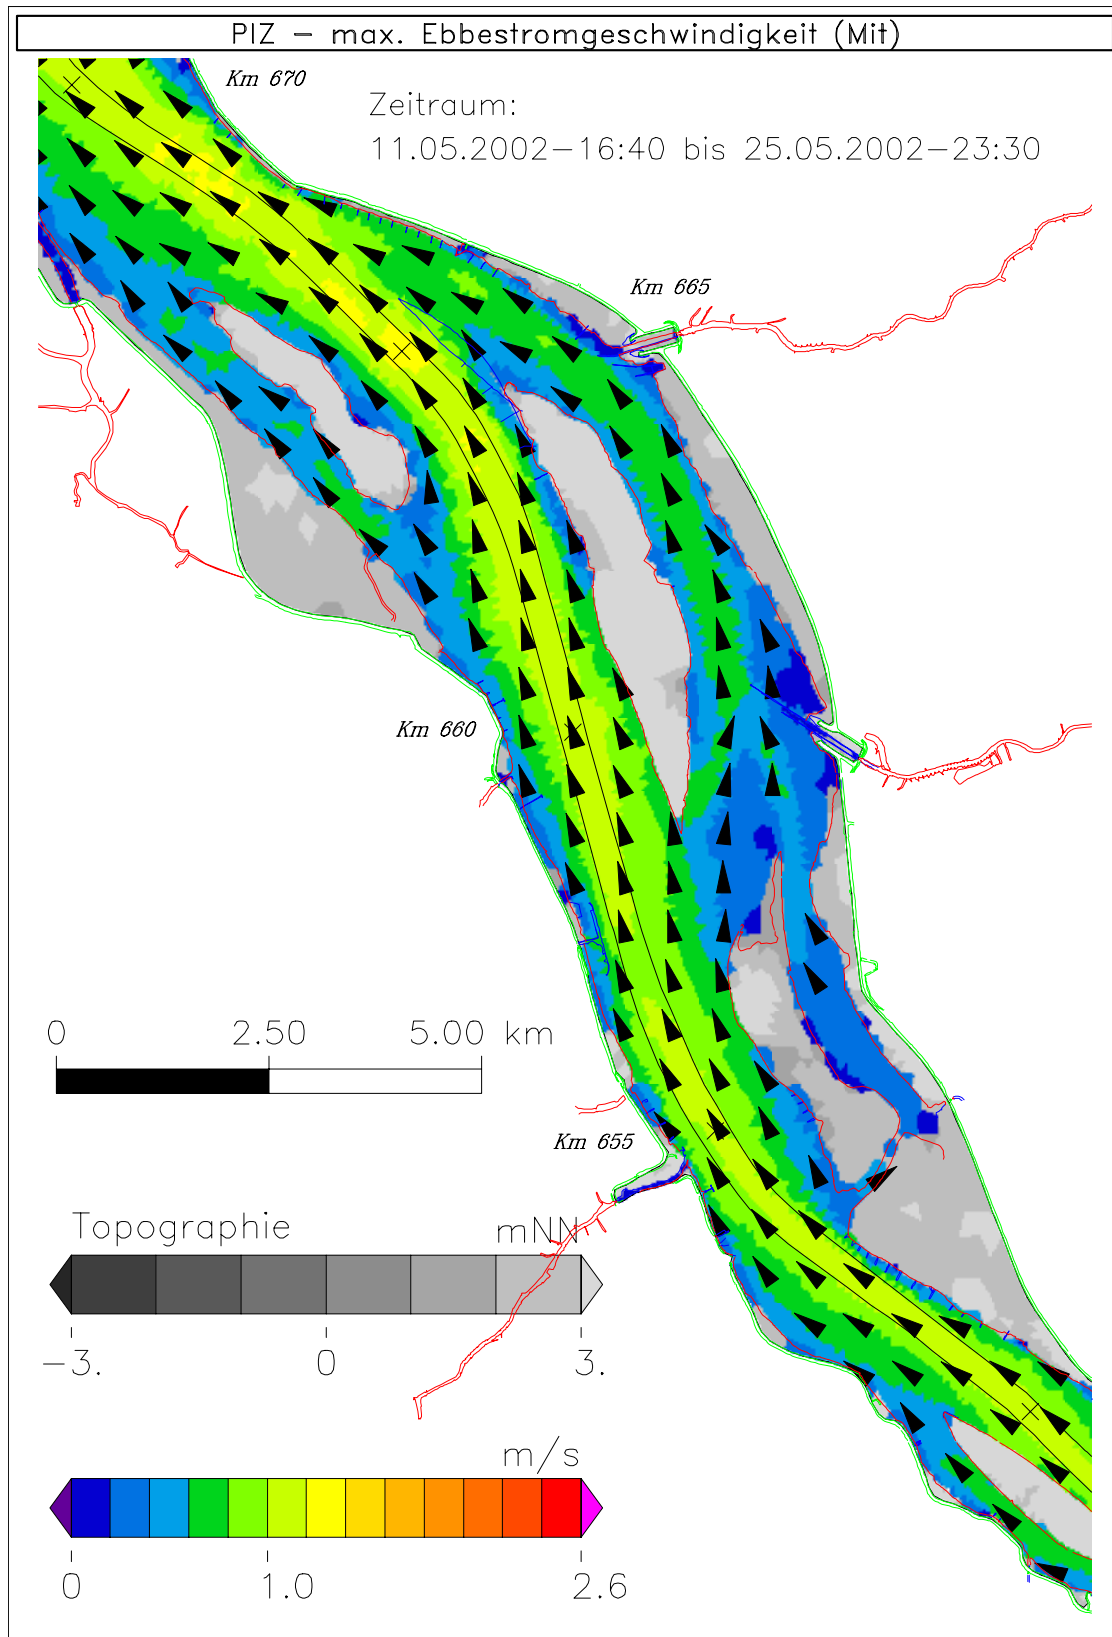 PIZ – max. Ebbestromgeschwindigkeit (Mit)
Km 670
Zeitraum:
11.05.2002–16:40 bis 25.05.2002–23:30
Km 665
Km 660
0 2.50 5.00 km
Km 655
Topographie mNN
–3. 0 3.
m/s
0 1.0 2.6